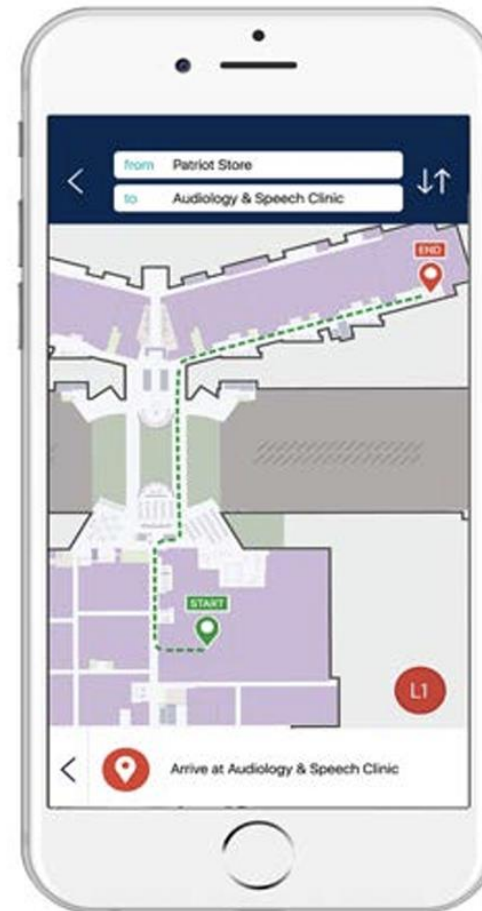 from Patriot Store
to Audiology & Speech Clinic
END
START
L1
Arrive at Audiology & Speech Clinic